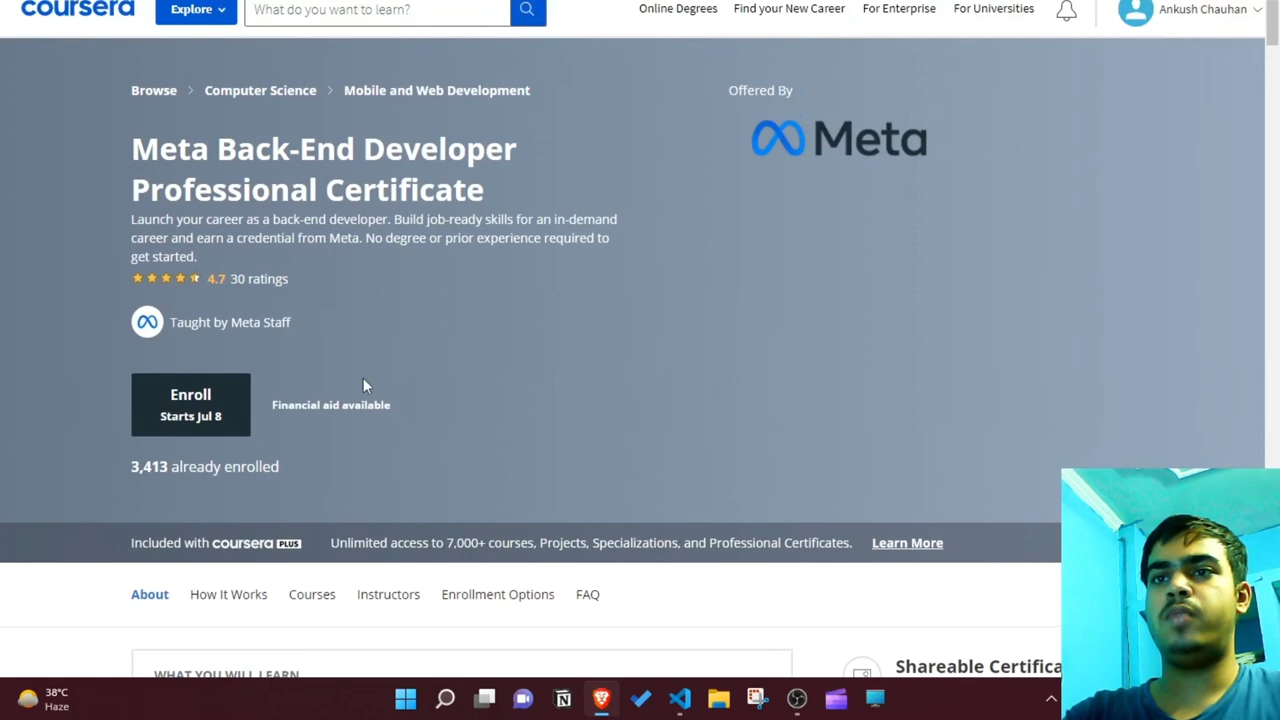 coursera
Explore
What do you want to learn?
Online Degrees
Find your New Career
For Enterprise
For Universities
Ankush Chauhan
Browse
Computer Science
Mobile and Web Development
Offered By
Meta
Meta Back-End Developer
Professional Certificate
Launch your career as a back-end developer. Build job-ready skills for an in-demand
career and earn a credential from Meta. No degree or prior experience required to
get started.
4.7 30 ratings
Taught by Meta Staff
Enroll
Starts Jul 8
Financial aid available
3,413 already enrolled
Included with coursera PLUS
Unlimited access to 7,000+ courses, Projects, Specializations, and Professional Certificates.
Learn More
About
How It Works
Courses
Instructors
Enrollment Options
FAQ
WHAT YOU WILL LEARN
Shareable Certifica
38°C
Haze